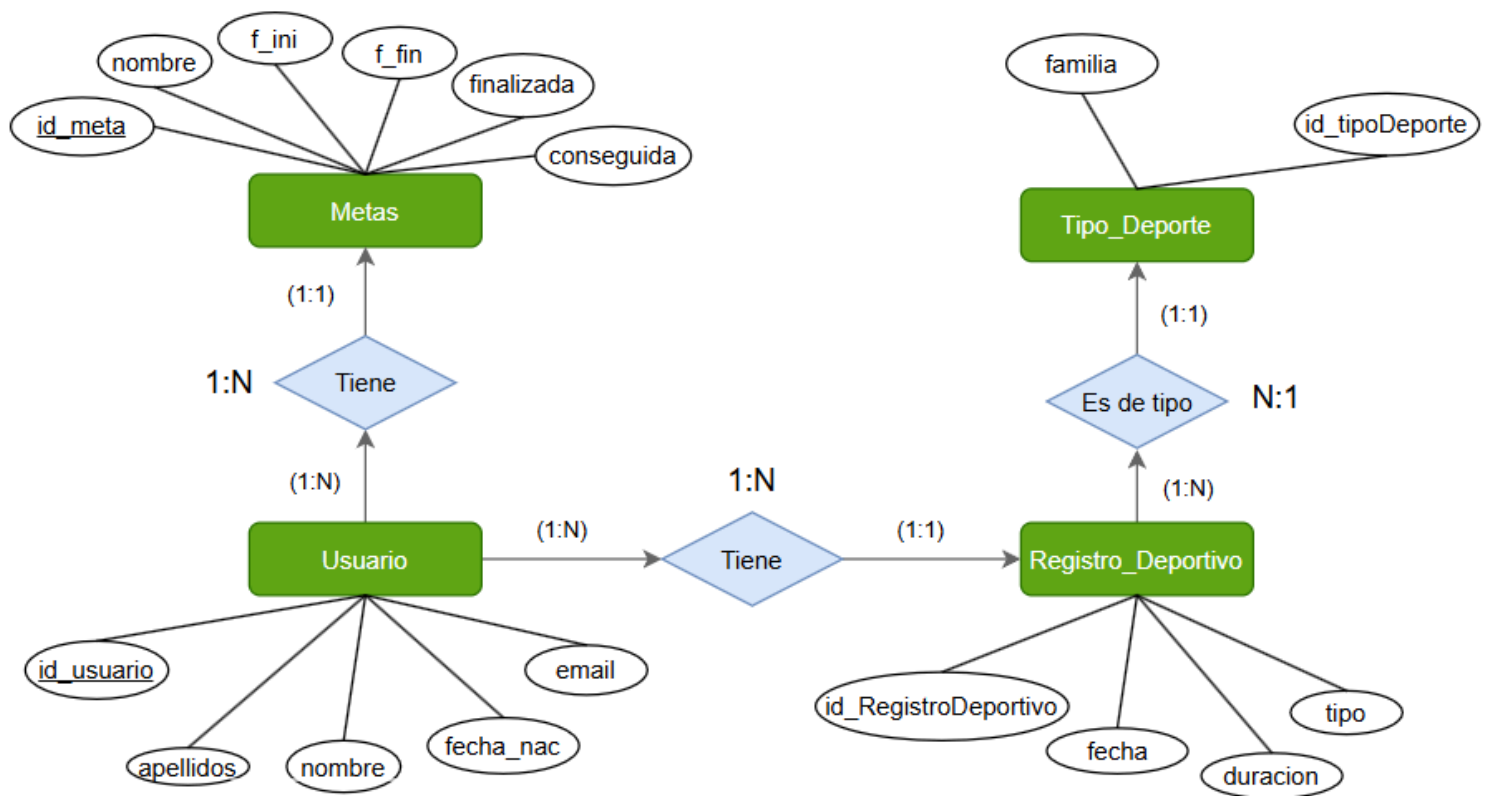 f_ini
f_fin
nombre
familia
finalizada
id_meta
id_tipoDeporte
conseguida
Metas
Tipo_Deporte
(1:1)
(1:1)
1:N
Tiene
Es de tipo
N:1
(1:N)
1:N
(1:N)
(1:N)
(1:1)
Usuario
Tiene
Registro_Deportivo
id_usuario
email
id_RegistroDeportivo
tipo
fecha_nac
fecha
apellidos
nombre
duracion